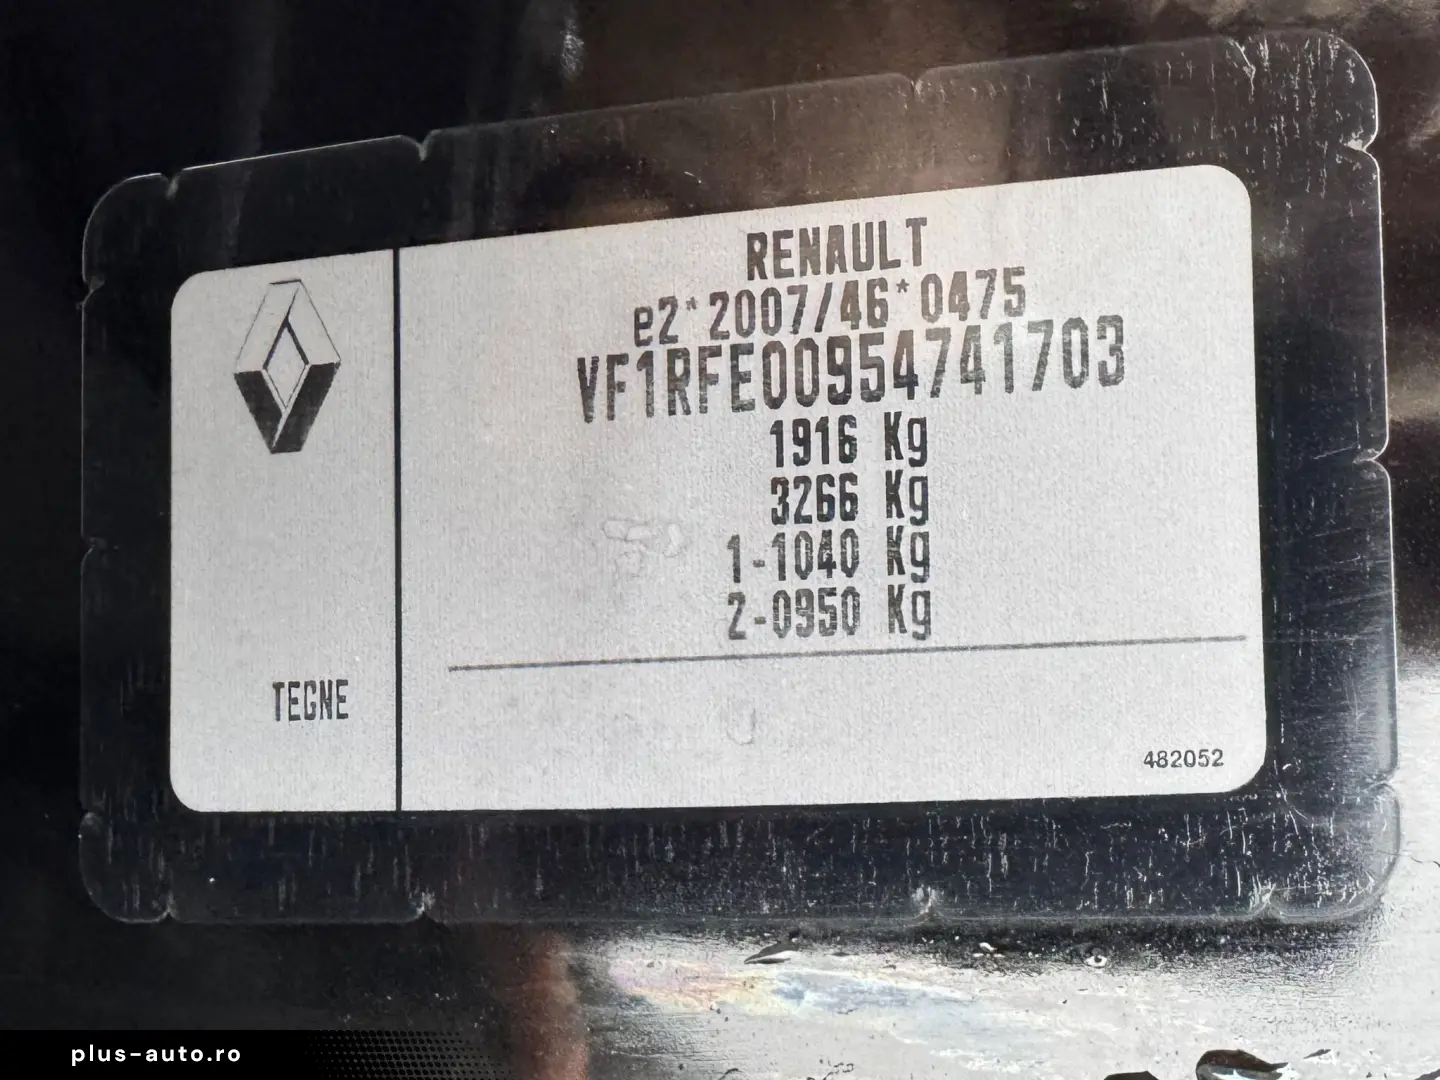 RENAULT
e2*2007/46*0475
VF1RFE00954741703
1916 Kg
3266 Kg
1-1040 Kg
2-0950 Kg
TEGNE
482052
plus-auto.ro